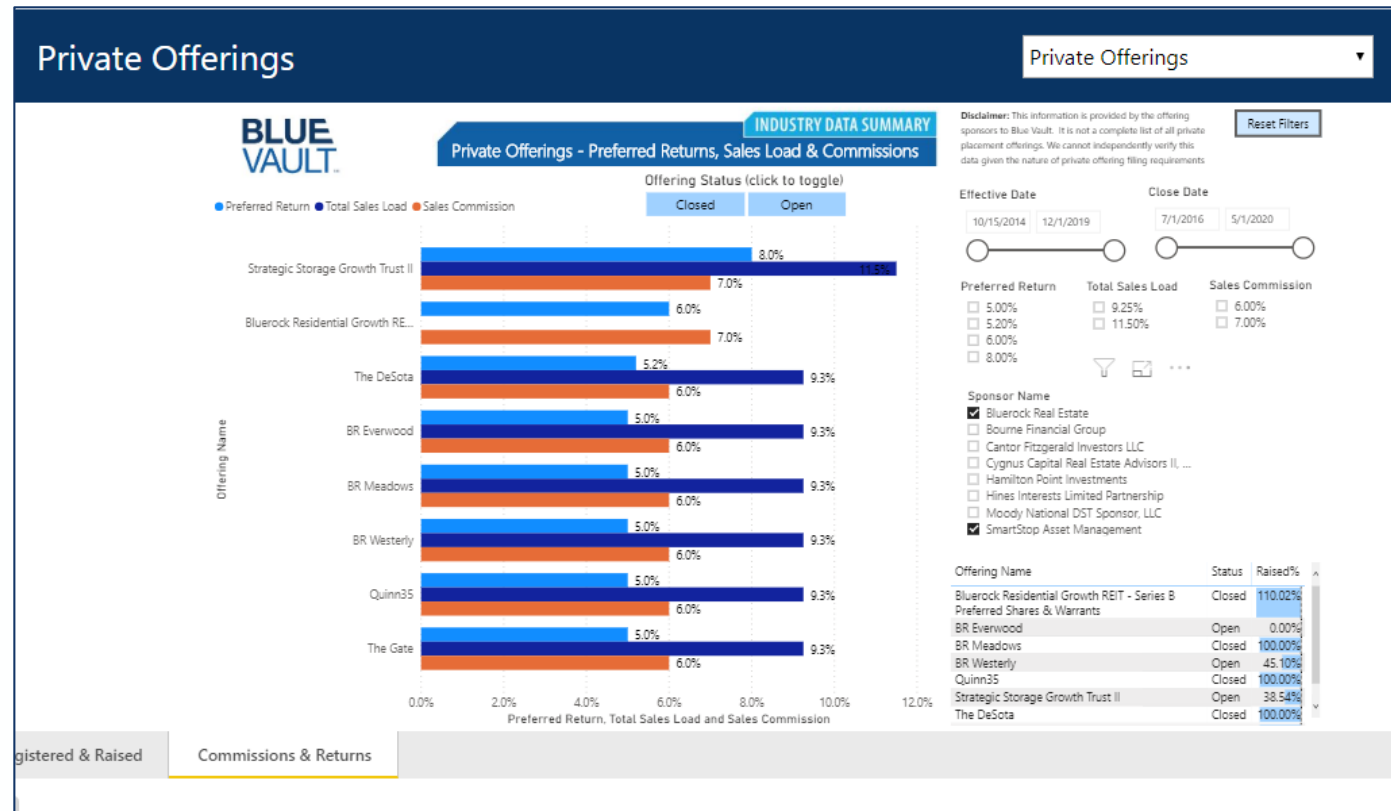 Private Offerings
Private Offerings
BLUE
VAULT
INDUSTRY DATA SUMMARY
Private Offerings - Preferred Returns, Sales Load & Commissions
Disclaimer: This information is provided by the offering
sponsors to Blue Vault. It is not a complete list of all private
placement offerings. We cannot independently verify this
data given the nature of private offering filing requirements
Reset Filters
Offering Status (click to toggle)
Closed Open
Preferred Return Total Sales Load Sales Commission
Effective Date Close Date
10/15/2014 12/1/2019 7/1/2016 5/1/2020
Offering Name
Strategic Storage Growth Trust II
8.0%
11.5%
7.0%
Bluerock Residential Growth RE...
6.0%
7.0%
The DeSota
5.2%
9.3%
6.0%
BR Everwood
5.0%
9.3%
6.0%
BR Meadows
5.0%
9.3%
6.0%
BR Westerly
5.0%
9.3%
6.0%
Quinn35
5.0%
9.3%
6.0%
The Gate
5.0%
9.3%
6.0%
0.0% 2.0% 4.0% 6.0% 8.0% 10.0% 12.0%
Preferred Return, Total Sales Load and Sales Commission
Preferred Return Total Sales Load Sales Commission
5.00% 9.25% 6.00%
5.20% 11.50% 7.00%
6.00%
8.00%
Sponsor Name
Bluerock Real Estate
Bourne Financial Group
Cantor Fitzgerald Investors LLC
Cygnus Capital Real Estate Advisors II, ...
Hamilton Point Investments
Hines Interests Limited Partnership
Moody National DST Sponsor, LLC
SmartStop Asset Management
Offering Name Status Raised%
Bluerock Residential Growth REIT - Series B Closed 110.02%
Preferred Shares & Warrants
BR Everwood Open 0.00%
BR Meadows Closed 100.00%
BR Westerly Open 45.10%
Quinn35 Closed 100.00%
Strategic Storage Growth Trust II Open 38.54%
The DeSota Closed 100.00%
gistered & Raised Commissions & Returns